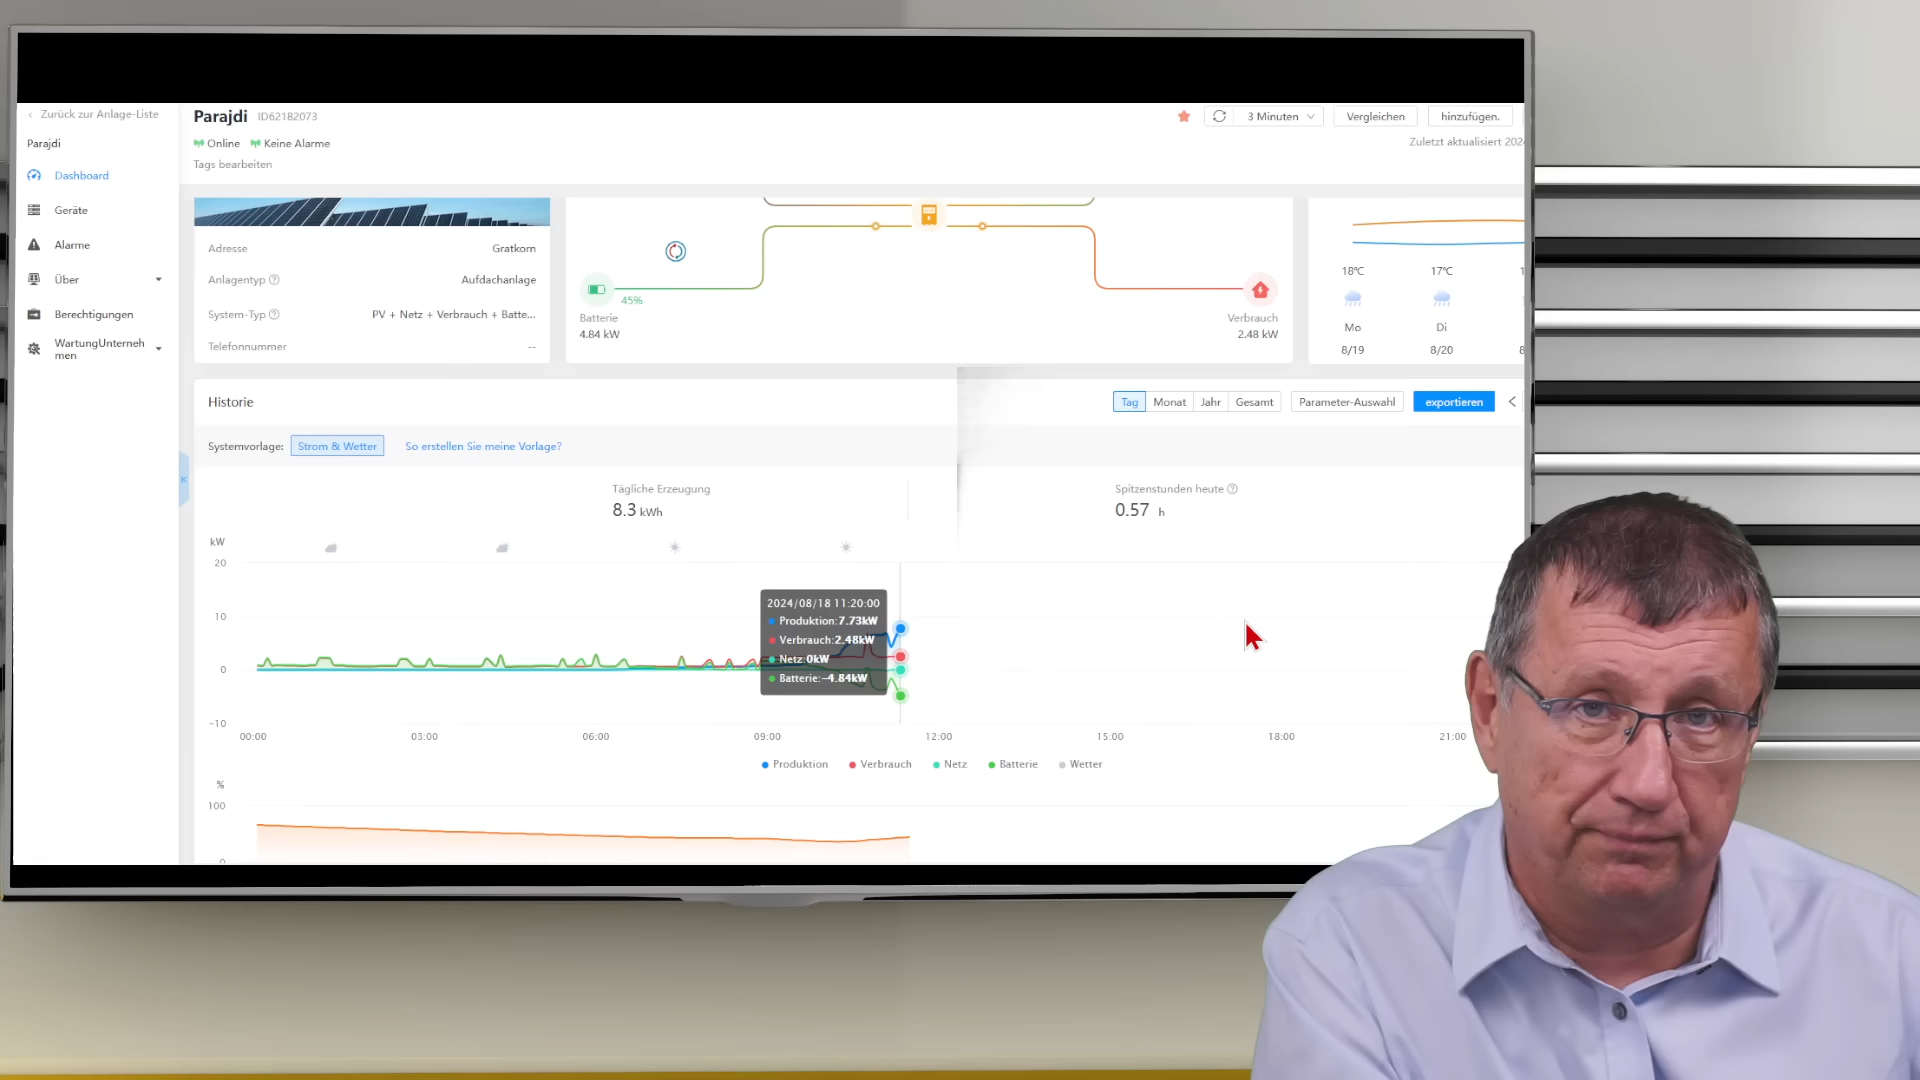 Zurück zur Anlage-Liste
Parajdi
Dashboard
Geräte
Alarme
Über
Berechtigungen
WartungUnterneh
men
Parajdi ID62182073
Online Keine Alarme
Tags bearbeiten
3 Minuten
Vergleichen
hinzufügen.
Zuletzt aktualisiert 202
Adresse Gratkorn
Anlagentyp Aufdachanlage
System-Typ PV + Netz + Verbrauch + Batte...
Telefonnummer --
45%
Batterie
4.84 kW
Verbrauch
2.48 kW
18℃ 17℃ 1
Mo Di
8/19 8/20 8
Historie
Tag Monat Jahr Gesamt Parameter-Auswahl exportieren
Systemvorlage: Strom & Wetter So erstellen Sie meine Vorlage?
Tägliche Erzeugung
8.3 kWh
Spitzenstunden heute
0.57 h
kW
20
10
0
-10
2024/08/18 11:20:00
Produktion:7.73kW
Verbrauch:2.48kW
Netz:0kW
Batterie:-4.84kW
00:00 03:00 06:00 09:00 12:00 15:00 18:00 21:00
Produktion Verbrauch Netz Batterie Wetter
%
100
0